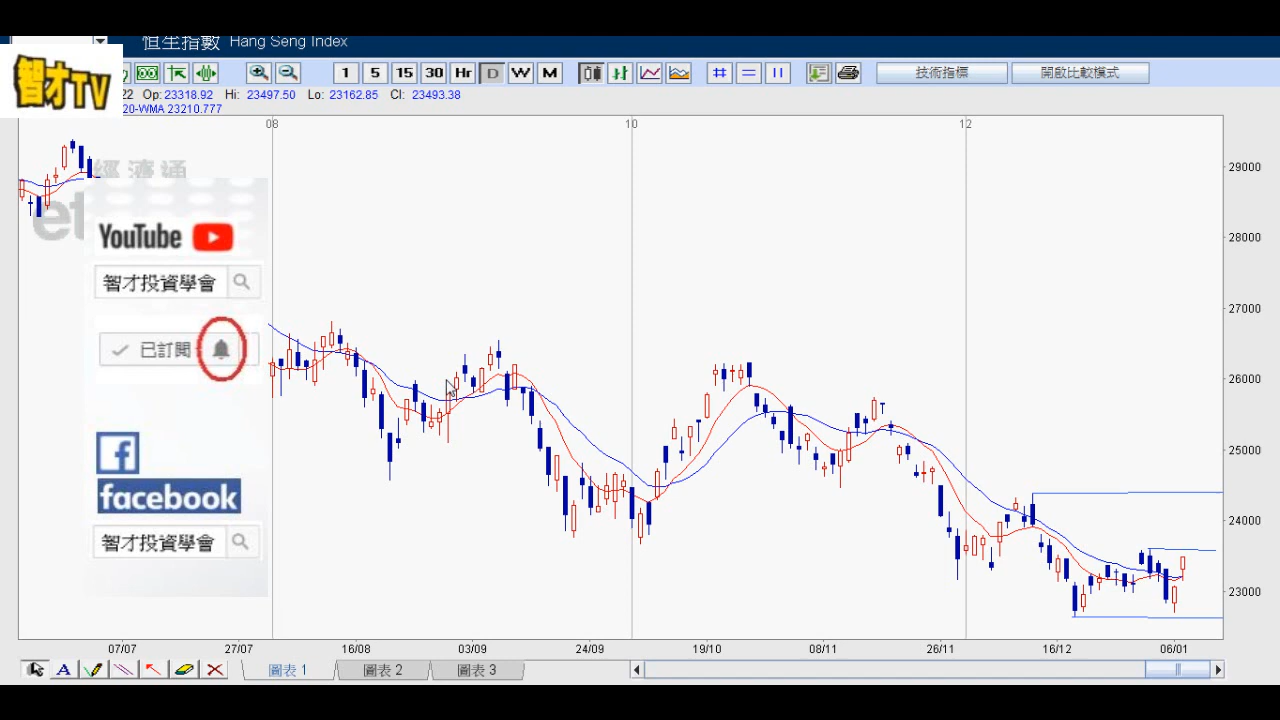 恒生指數 Hang Seng Index
智才TV
1 5 15 30 Hr D W M 技術指標 開啟比較模式
22 Op: 23318.92 Hi: 23497.50 Lo: 23162.85 Cl: 23493.38
20-WMA 23210.777
08 10 12
經濟通
et
YouTube
智才投資學會
已訂閱
facebook
智才投資學會
29000
28000
27000
26000
25000
24000
23000
07/07 27/07 16/08 03/09 24/09 19/10 08/11 26/11 16/12 06/01
A 圖表 1 圖表 2 圖表 3